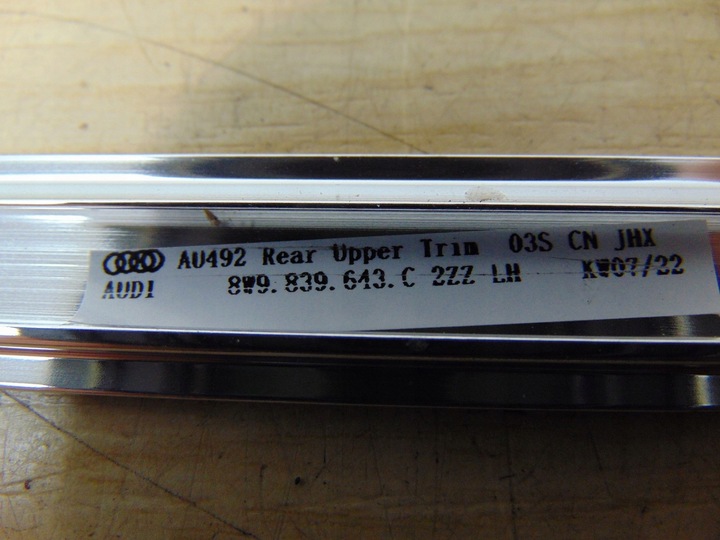 AU492 Rear Upper Trim 03S CN JHX
AUDI 8W9.839.643.C 2ZZ LH KW07/22